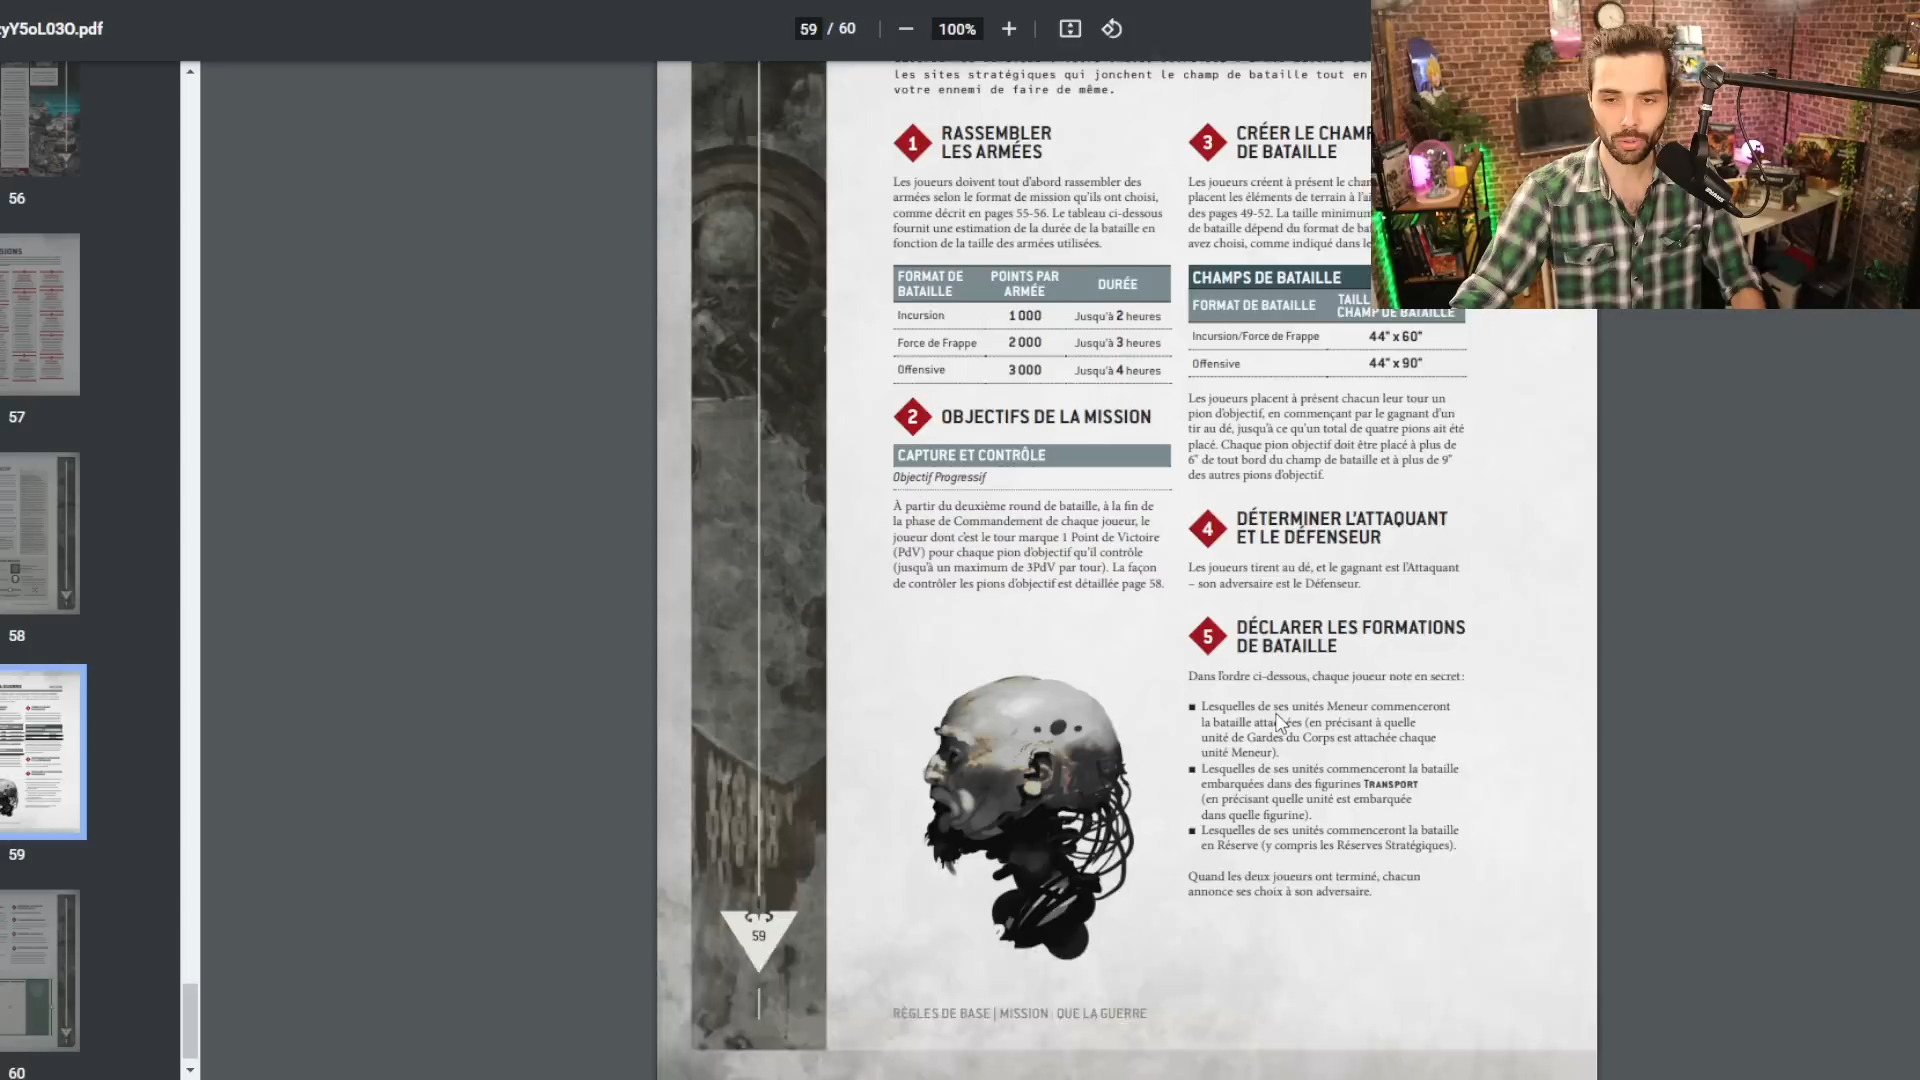 yY5oL03O.pdf
59 / 60
100%
56
SIONS
57
58
59
60
les sites stratégiques qui jonchent le champ de bataille tout en
votre ennemi de faire de même.
1 RASSEMBLER
LES ARMÉES
Les joueurs doivent tout d'abord rassembler des
armées selon le format de mission qu'ils ont choisi,
comme décrit en pages 55-56. Le tableau ci-dessous
fournit une estimation de la durée de la bataille en
fonction de la taille des armées utilisées.
FORMAT DE BATAILLE POINTS PAR ARMÉE DURÉE
Incursion 1 000 Jusqu'à 2 heures
Force de Frappe 2 000 Jusqu'à 3 heures
Offensive 3 000 Jusqu'à 4 heures
2 OBJECTIFS DE LA MISSION
CAPTURE ET CONTRÔLE
Objectif Progressif
À partir du deuxième round de bataille, à la fin de
la phase de Commandement de chaque joueur, le
joueur dont c'est le tour marque 1 Point de Victoire
(PdV) pour chaque pion d'objectif qu'il contrôle
(jusqu'à un maximum de 3PdV par tour). La façon
de contrôler les pions d'objectif est détaillée page 58.
3 CRÉER LE CHAM
DE BATAILLE
Les joueurs créent à présent le cha
placent les éléments de terrain à l'ai
des pages 49-52. La taille minimum
de bataille dépend du format de ba
avez choisi, comme indiqué dans le
CHAMPS DE BATAILLE
FORMAT DE BATAILLE TAILL CHAMP DE BATAILLE
Incursion/Force de Frappe 44" x 60"
Offensive 44" x 90"
Les joueurs placent à présent chacun leur tour un
pion d'objectif, en commençant par le gagnant d'un
tir au dé, jusqu'à ce qu'un total de quatre pions ait été
placé. Chaque pion objectif doit être placé à plus de
6" de tout bord du champ de bataille et à plus de 9"
des autres pions d'objectif.
4 DÉTERMINER L'ATTAQUANT
ET LE DÉFENSEUR
Les joueurs tirent au dé, et le gagnant est l'Attaquant
– son adversaire est le Défenseur.
5 DÉCLARER LES FORMATIONS
DE BATAILLE
Dans l'ordre ci-dessous, chaque joueur note en secret :
■ Lesquelles de ses unités Meneur commenceront
la bataille attachées (en précisant à quelle
unité de Gardes du Corps est attachée chaque
unité Meneur).
■ Lesquelles de ses unités commenceront la bataille
embarquées dans des figurines TRANSPORT
(en précisant quelle unité est embarquée
dans quelle figurine).
■ Lesquelles de ses unités commenceront la bataille
en Réserve (y compris les Réserves Stratégiques).
Quand les deux joueurs ont terminé, chacun
annonce ses choix à son adversaire.
59
RÈGLES DE BASE | MISSION QUE LA GUERRE